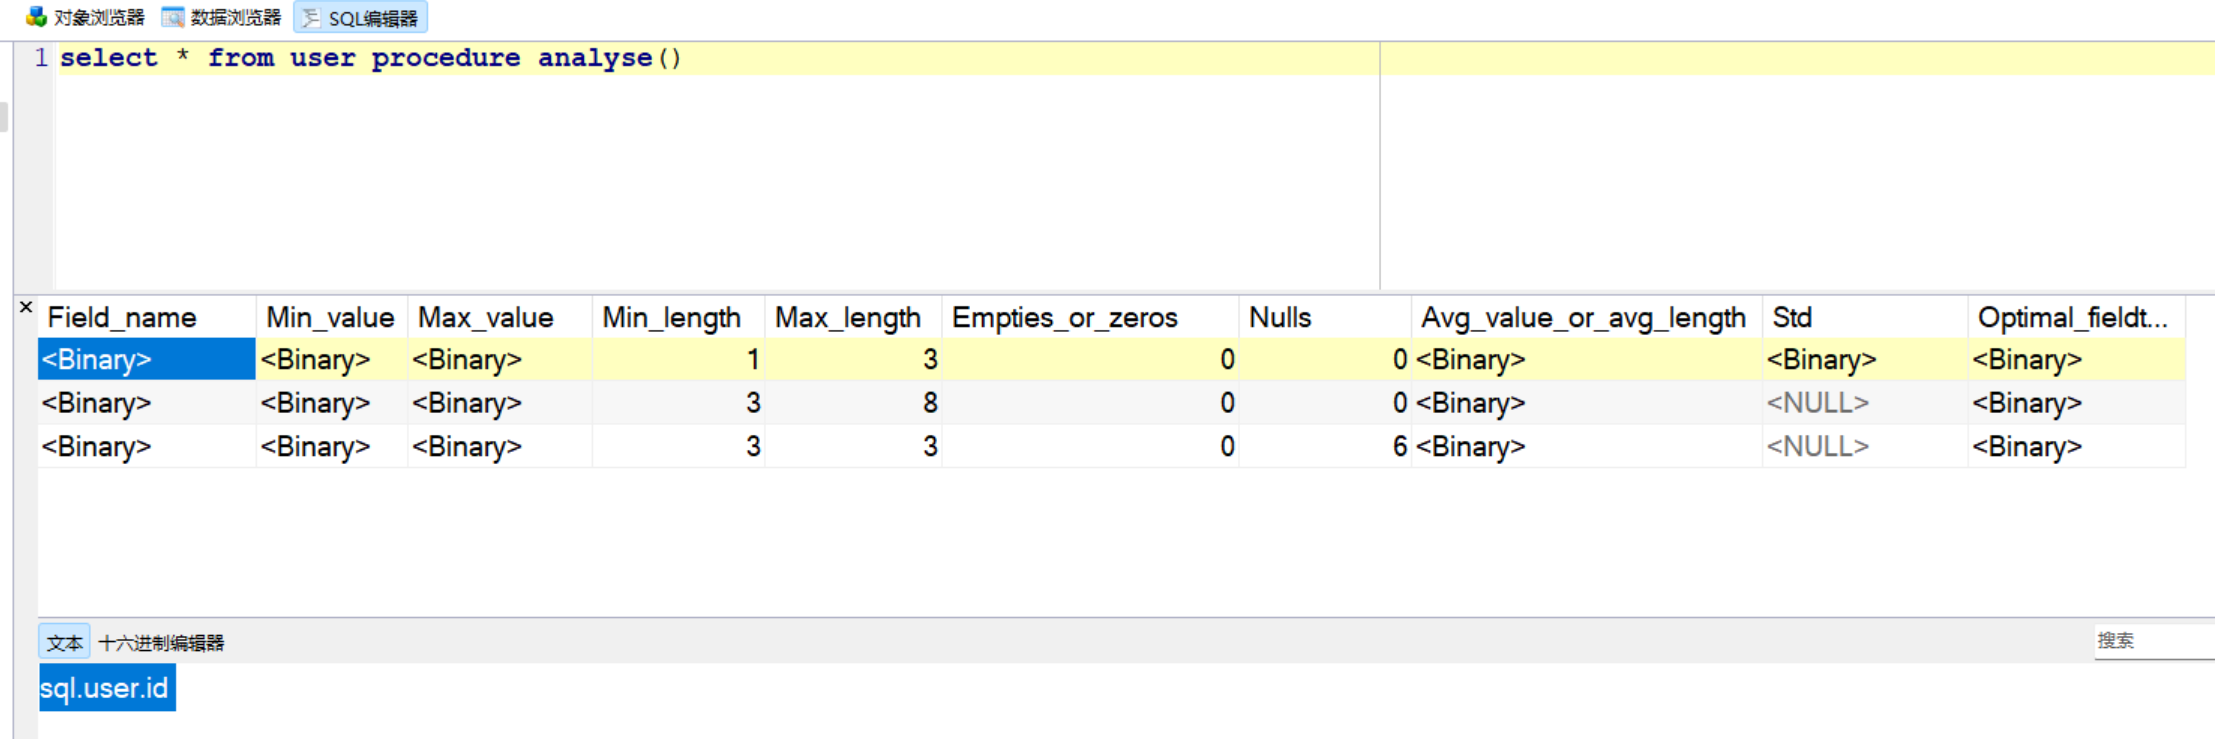 对象浏览器 数据浏览器 SQL编辑器
1 select * from user procedure analyse()
× Field_name Min_value Max_value Min_length Max_length Empties_or_zeros Nulls Avg_value_or_avg_length Std Optimal_fieldt...
<Binary> <Binary> <Binary> 1 3 0 0 <Binary> <Binary> <Binary>
<Binary> <Binary> <Binary> 3 8 0 0 <Binary> <NULL> <Binary>
<Binary> <Binary> <Binary> 3 3 0 6 <Binary> <NULL> <Binary>
文本 十六进制编辑器 搜索
sql.user.id